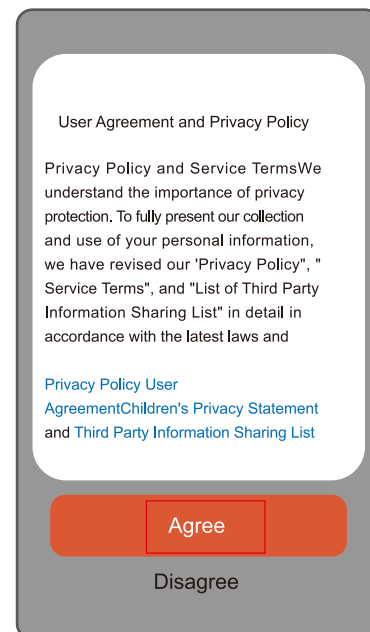 User Agreement and Privacy Policy
Privacy Policy and Service TermsWe
understand the importance of privacy
protection. To fully present our collection
and use of your personal information,
we have revised our 'Privacy Policy", "
Service Terms", and "List of Third Party
Information Sharing List" in detail in
accordance with the latest laws and
Privacy Policy User
AgreementChildren's Privacy Statement
and Third Party Information Sharing List
Agree
Disagree